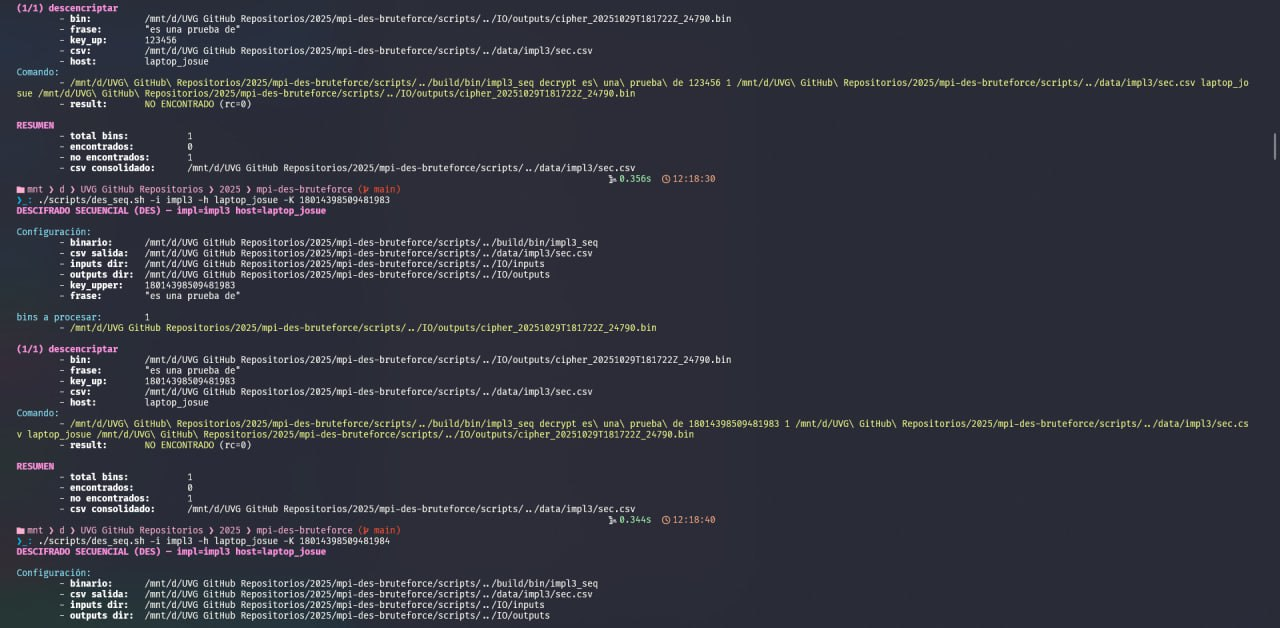 (1/1) descencriptar
- bin: /mnt/d/UVG GitHub Repositorios/2025/mpi-des-bruteforce/scripts/../IO/outputs/cipher_20251029T181722Z_24790.bin
- frase: "es una prueba de"
- key_up: 123456
- csv: /mnt/d/UVG GitHub Repositorios/2025/mpi-des-bruteforce/scripts/../data/impl3/sec.csv
- host: laptop_josue
Comando:
- /mnt/d/UVG\ GitHub\ Repositorios/2025/mpi-des-bruteforce/scripts/../build/bin/impl3_seq decrypt es\ una\ prueba\ de 123456 1 /mnt/d/UVG\ GitHub\ Repositorios/2025/mpi-des-bruteforce/scripts/../data/impl3/sec.csv laptop_jo
sue /mnt/d/UVG\ GitHub\ Repositorios/2025/mpi-des-bruteforce/scripts/../IO/outputs/cipher_20251029T181722Z_24790.bin
- result: NO ENCONTRADO (rc=0)
RESUMEN
- total bins: 1
- encontrados: 0
- no encontrados: 1
- csv consolidado: /mnt/d/UVG GitHub Repositorios/2025/mpi-des-bruteforce/scripts/../data/impl3/sec.csv
0.356s 12:18:30
mnt ❯ d ❯ UVG GitHub Repositorios ❯ 2025 ❯ mpi-des-bruteforce (main)
❯_: ./scripts/des_seq.sh -i impl3 -h laptop_josue -K 18014398509481983
DESCIFRADO SECUENCIAL (DES) — impl=impl3 host=laptop_josue
Configuración:
- binario: /mnt/d/UVG GitHub Repositorios/2025/mpi-des-bruteforce/scripts/../build/bin/impl3_seq
- csv salida: /mnt/d/UVG GitHub Repositorios/2025/mpi-des-bruteforce/scripts/../data/impl3/sec.csv
- inputs dir: /mnt/d/UVG GitHub Repositorios/2025/mpi-des-bruteforce/scripts/../IO/inputs
- outputs dir: /mnt/d/UVG GitHub Repositorios/2025/mpi-des-bruteforce/scripts/../IO/outputs
- key_upper: 18014398509481983
- frase: "es una prueba de"
bins a procesar: 1
- /mnt/d/UVG GitHub Repositorios/2025/mpi-des-bruteforce/scripts/../IO/outputs/cipher_20251029T181722Z_24790.bin
(1/1) descencriptar
- bin: /mnt/d/UVG GitHub Repositorios/2025/mpi-des-bruteforce/scripts/../IO/outputs/cipher_20251029T181722Z_24790.bin
- frase: "es una prueba de"
- key_up: 18014398509481983
- csv: /mnt/d/UVG GitHub Repositorios/2025/mpi-des-bruteforce/scripts/../data/impl3/sec.csv
- host: laptop_josue
Comando:
- /mnt/d/UVG\ GitHub\ Repositorios/2025/mpi-des-bruteforce/scripts/../build/bin/impl3_seq decrypt es\ una\ prueba\ de 18014398509481983 1 /mnt/d/UVG\ GitHub\ Repositorios/2025/mpi-des-bruteforce/scripts/../data/impl3/sec.cs
v laptop_josue /mnt/d/UVG\ GitHub\ Repositorios/2025/mpi-des-bruteforce/scripts/../IO/outputs/cipher_20251029T181722Z_24790.bin
- result: NO ENCONTRADO (rc=0)
RESUMEN
- total bins: 1
- encontrados: 0
- no encontrados: 1
- csv consolidado: /mnt/d/UVG GitHub Repositorios/2025/mpi-des-bruteforce/scripts/../data/impl3/sec.csv
0.344s 12:18:40
mnt ❯ d ❯ UVG GitHub Repositorios ❯ 2025 ❯ mpi-des-bruteforce (main)
❯_: ./scripts/des_seq.sh -i impl3 -h laptop_josue -K 18014398509481984
DESCIFRADO SECUENCIAL (DES) — impl=impl3 host=laptop_josue
Configuración:
- binario: /mnt/d/UVG GitHub Repositorios/2025/mpi-des-bruteforce/scripts/../build/bin/impl3_seq
- csv salida: /mnt/d/UVG GitHub Repositorios/2025/mpi-des-bruteforce/scripts/../data/impl3/sec.csv
- inputs dir: /mnt/d/UVG GitHub Repositorios/2025/mpi-des-bruteforce/scripts/../IO/inputs
- outputs dir: /mnt/d/UVG GitHub Repositorios/2025/mpi-des-bruteforce/scripts/../IO/outputs